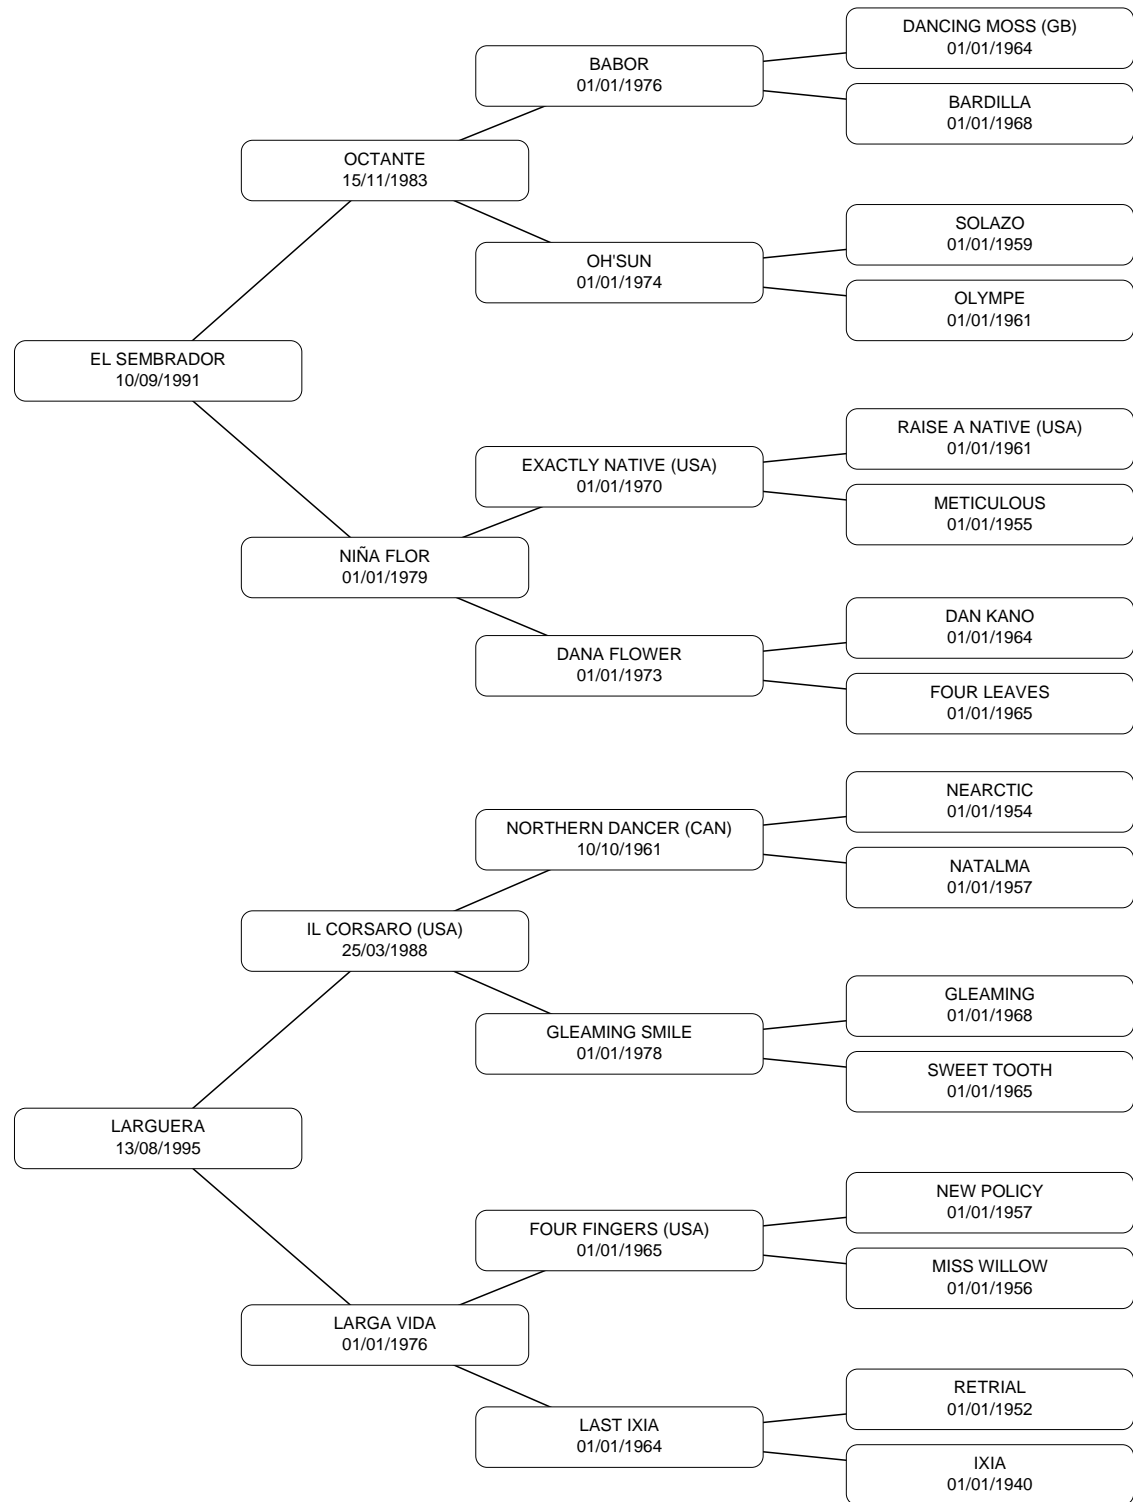 DANCING MOSS (GB)
01/01/1964
BABOR
01/01/1976
BARDILLA
01/01/1968
OCTANTE
15/11/1983
SOLAZO
01/01/1959
OH'SUN
01/01/1974
OLYMPE
01/01/1961
EL SEMBRADOR
10/09/1991
RAISE A NATIVE (USA)
01/01/1961
EXACTLY NATIVE (USA)
01/01/1970
METICULOUS
01/01/1955
NIÑA FLOR
01/01/1979
DAN KANO
01/01/1964
DANA FLOWER
01/01/1973
FOUR LEAVES
01/01/1965
NEARCTIC
01/01/1954
NORTHERN DANCER (CAN)
10/10/1961
NATALMA
01/01/1957
IL CORSARO (USA)
25/03/1988
GLEAMING
01/01/1968
GLEAMING SMILE
01/01/1978
SWEET TOOTH
01/01/1965
LARGUERA
13/08/1995
NEW POLICY
01/01/1957
FOUR FINGERS (USA)
01/01/1965
MISS WILLOW
01/01/1956
LARGA VIDA
01/01/1976
RETRIAL
01/01/1952
LAST IXIA
01/01/1964
IXIA
01/01/1940